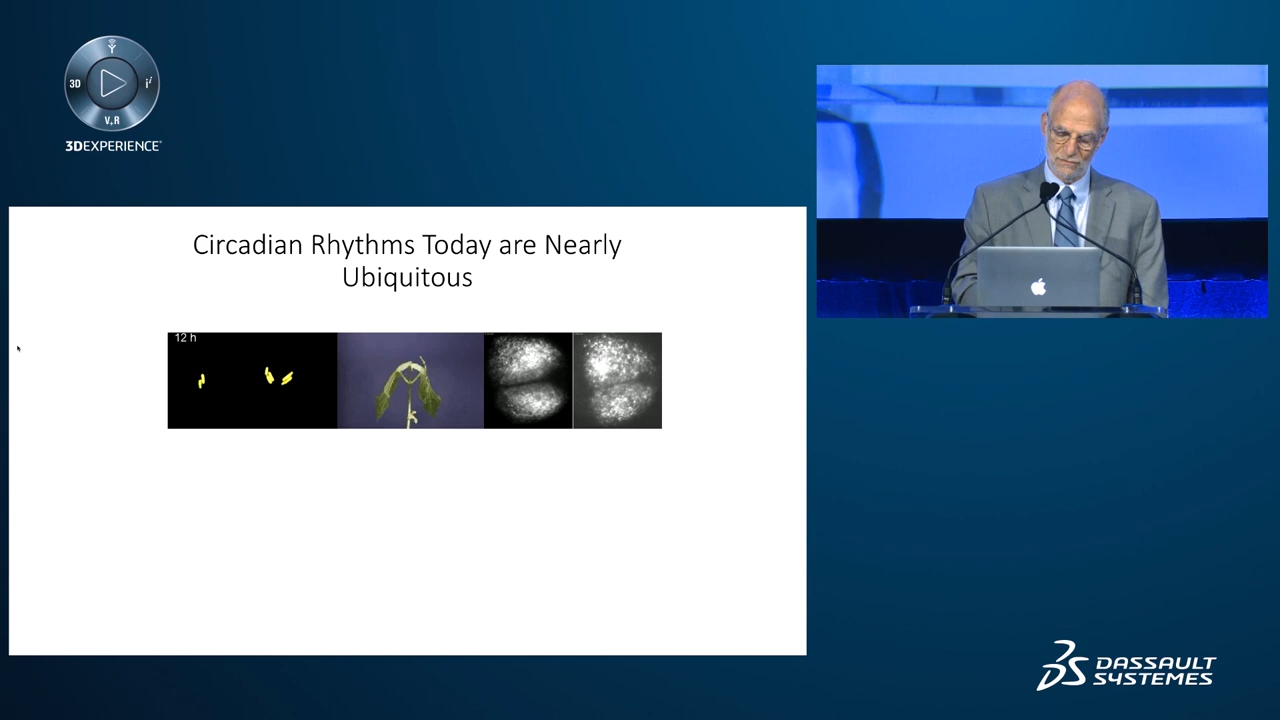 3D
i
V,R
3DEXPERIENCE
Circadian Rhythms Today are Nearly
Ubiquitous
12 h
DASSAULT
SYSTEMES